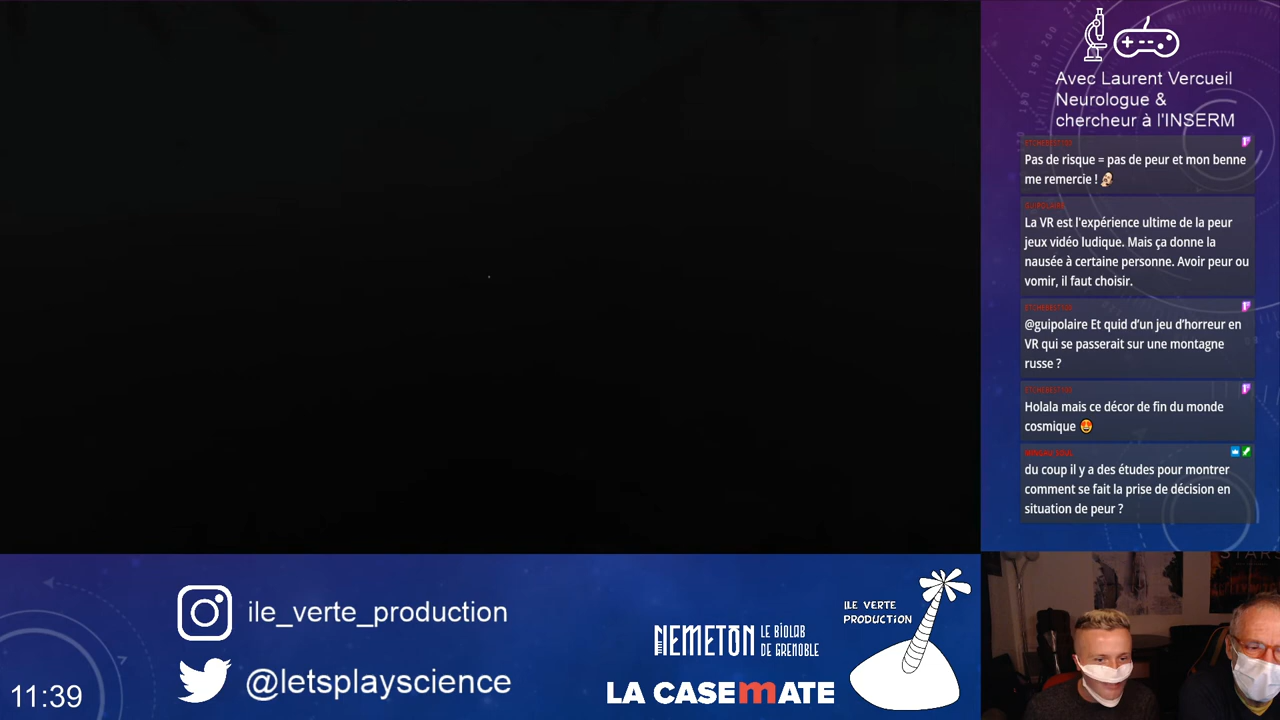 Avec Laurent Vercueil
Neurologue &
chercheur à l'INSERM
Pas de risque = pas de peur et mon benne
me remercie !
La VR est l'expérience ultime de la peur
jeux vidéo ludique. Mais ça donne la
nausée à certaine personne. Avoir peur ou
vomir, il faut choisir.
@guipolaire Et quid d'un jeu d'horreur en
VR qui se passerait sur une montagne
russe ?
Holala mais ce décor de fin du monde
cosmique
du coup il y a des études pour montrer
comment se fait la prise de décision en
situation de peur ?
ile_verte_production
@letsplayscience
11:39
NEMETON LE BIOLAB
DE GRENOBLE
LA CASEMATE
ILE VERTE
PRODUCTION